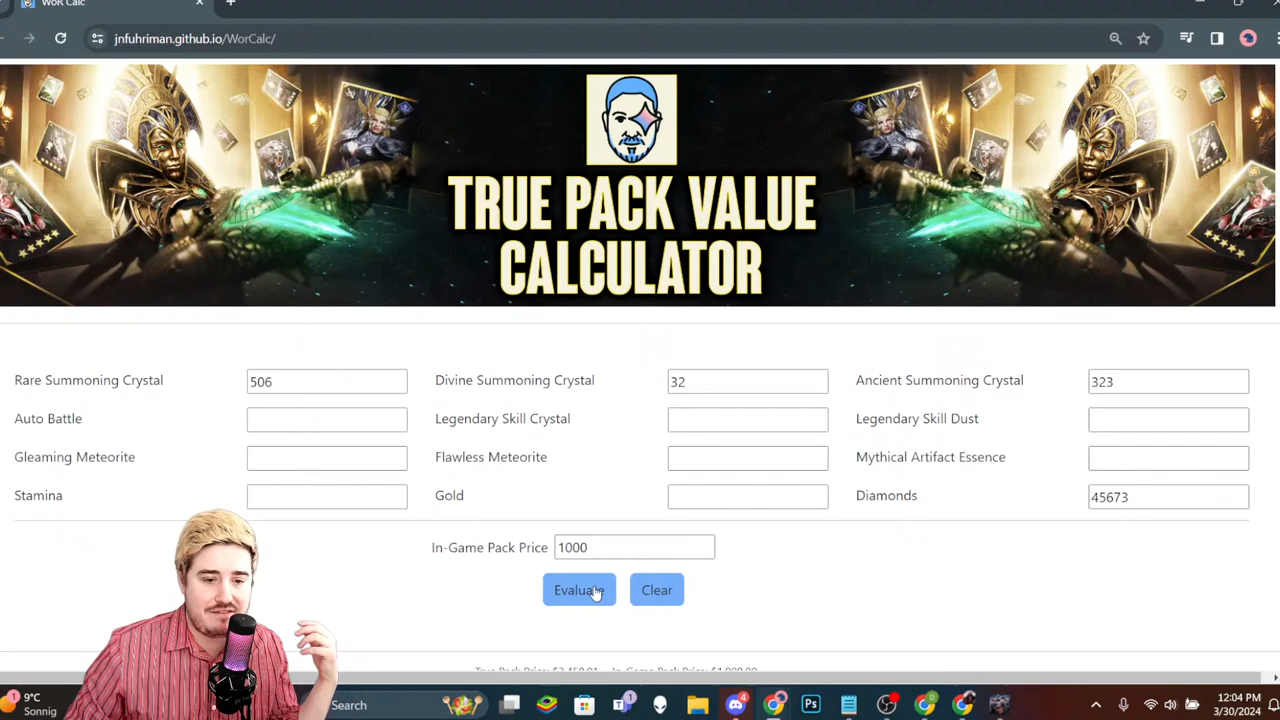 WoR Calc
jnfuhriman.github.io/WorCalc/
TRUE PACK VALUE
CALCULATOR
Rare Summoning Crystal 506 Divine Summoning Crystal 32 Ancient Summoning Crystal 323
Auto Battle Legendary Skill Crystal Legendary Skill Dust
Gleaming Meteorite Flawless Meteorite Mythical Artifact Essence
Stamina Gold Diamonds 45673
In-Game Pack Price 1000
Evaluate Clear
9°C
Sonnig
Search
12:04 PM
3/30/2024